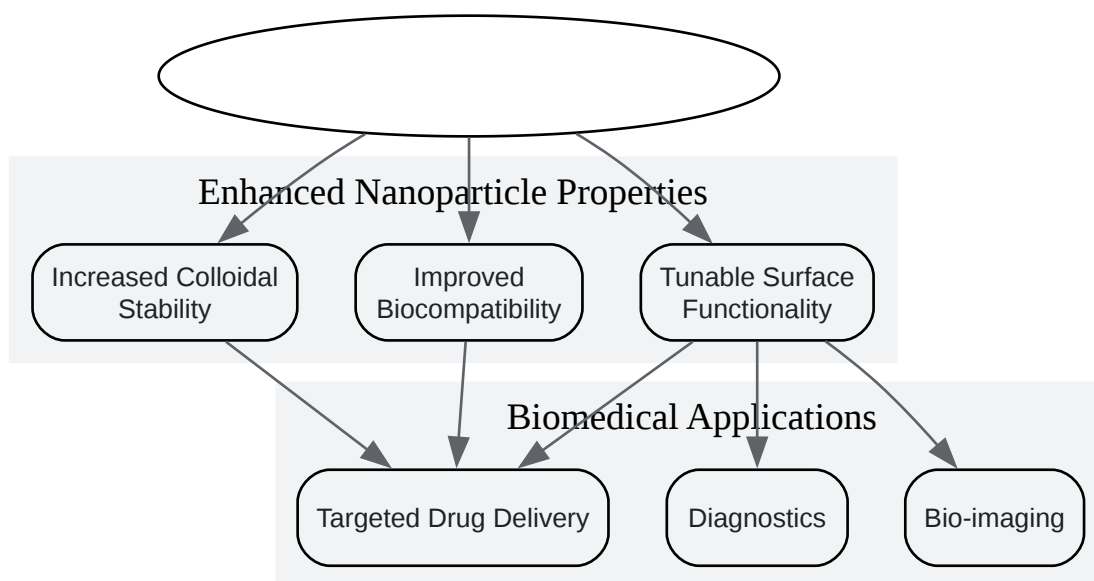 Enhanced Nanoparticle Properties
Increased Colloidal
Stability
Improved
Biocompatibility
Tunable Surface
Functionality
Biomedical Applications
Targeted Drug Delivery
Diagnostics
Bio-imaging